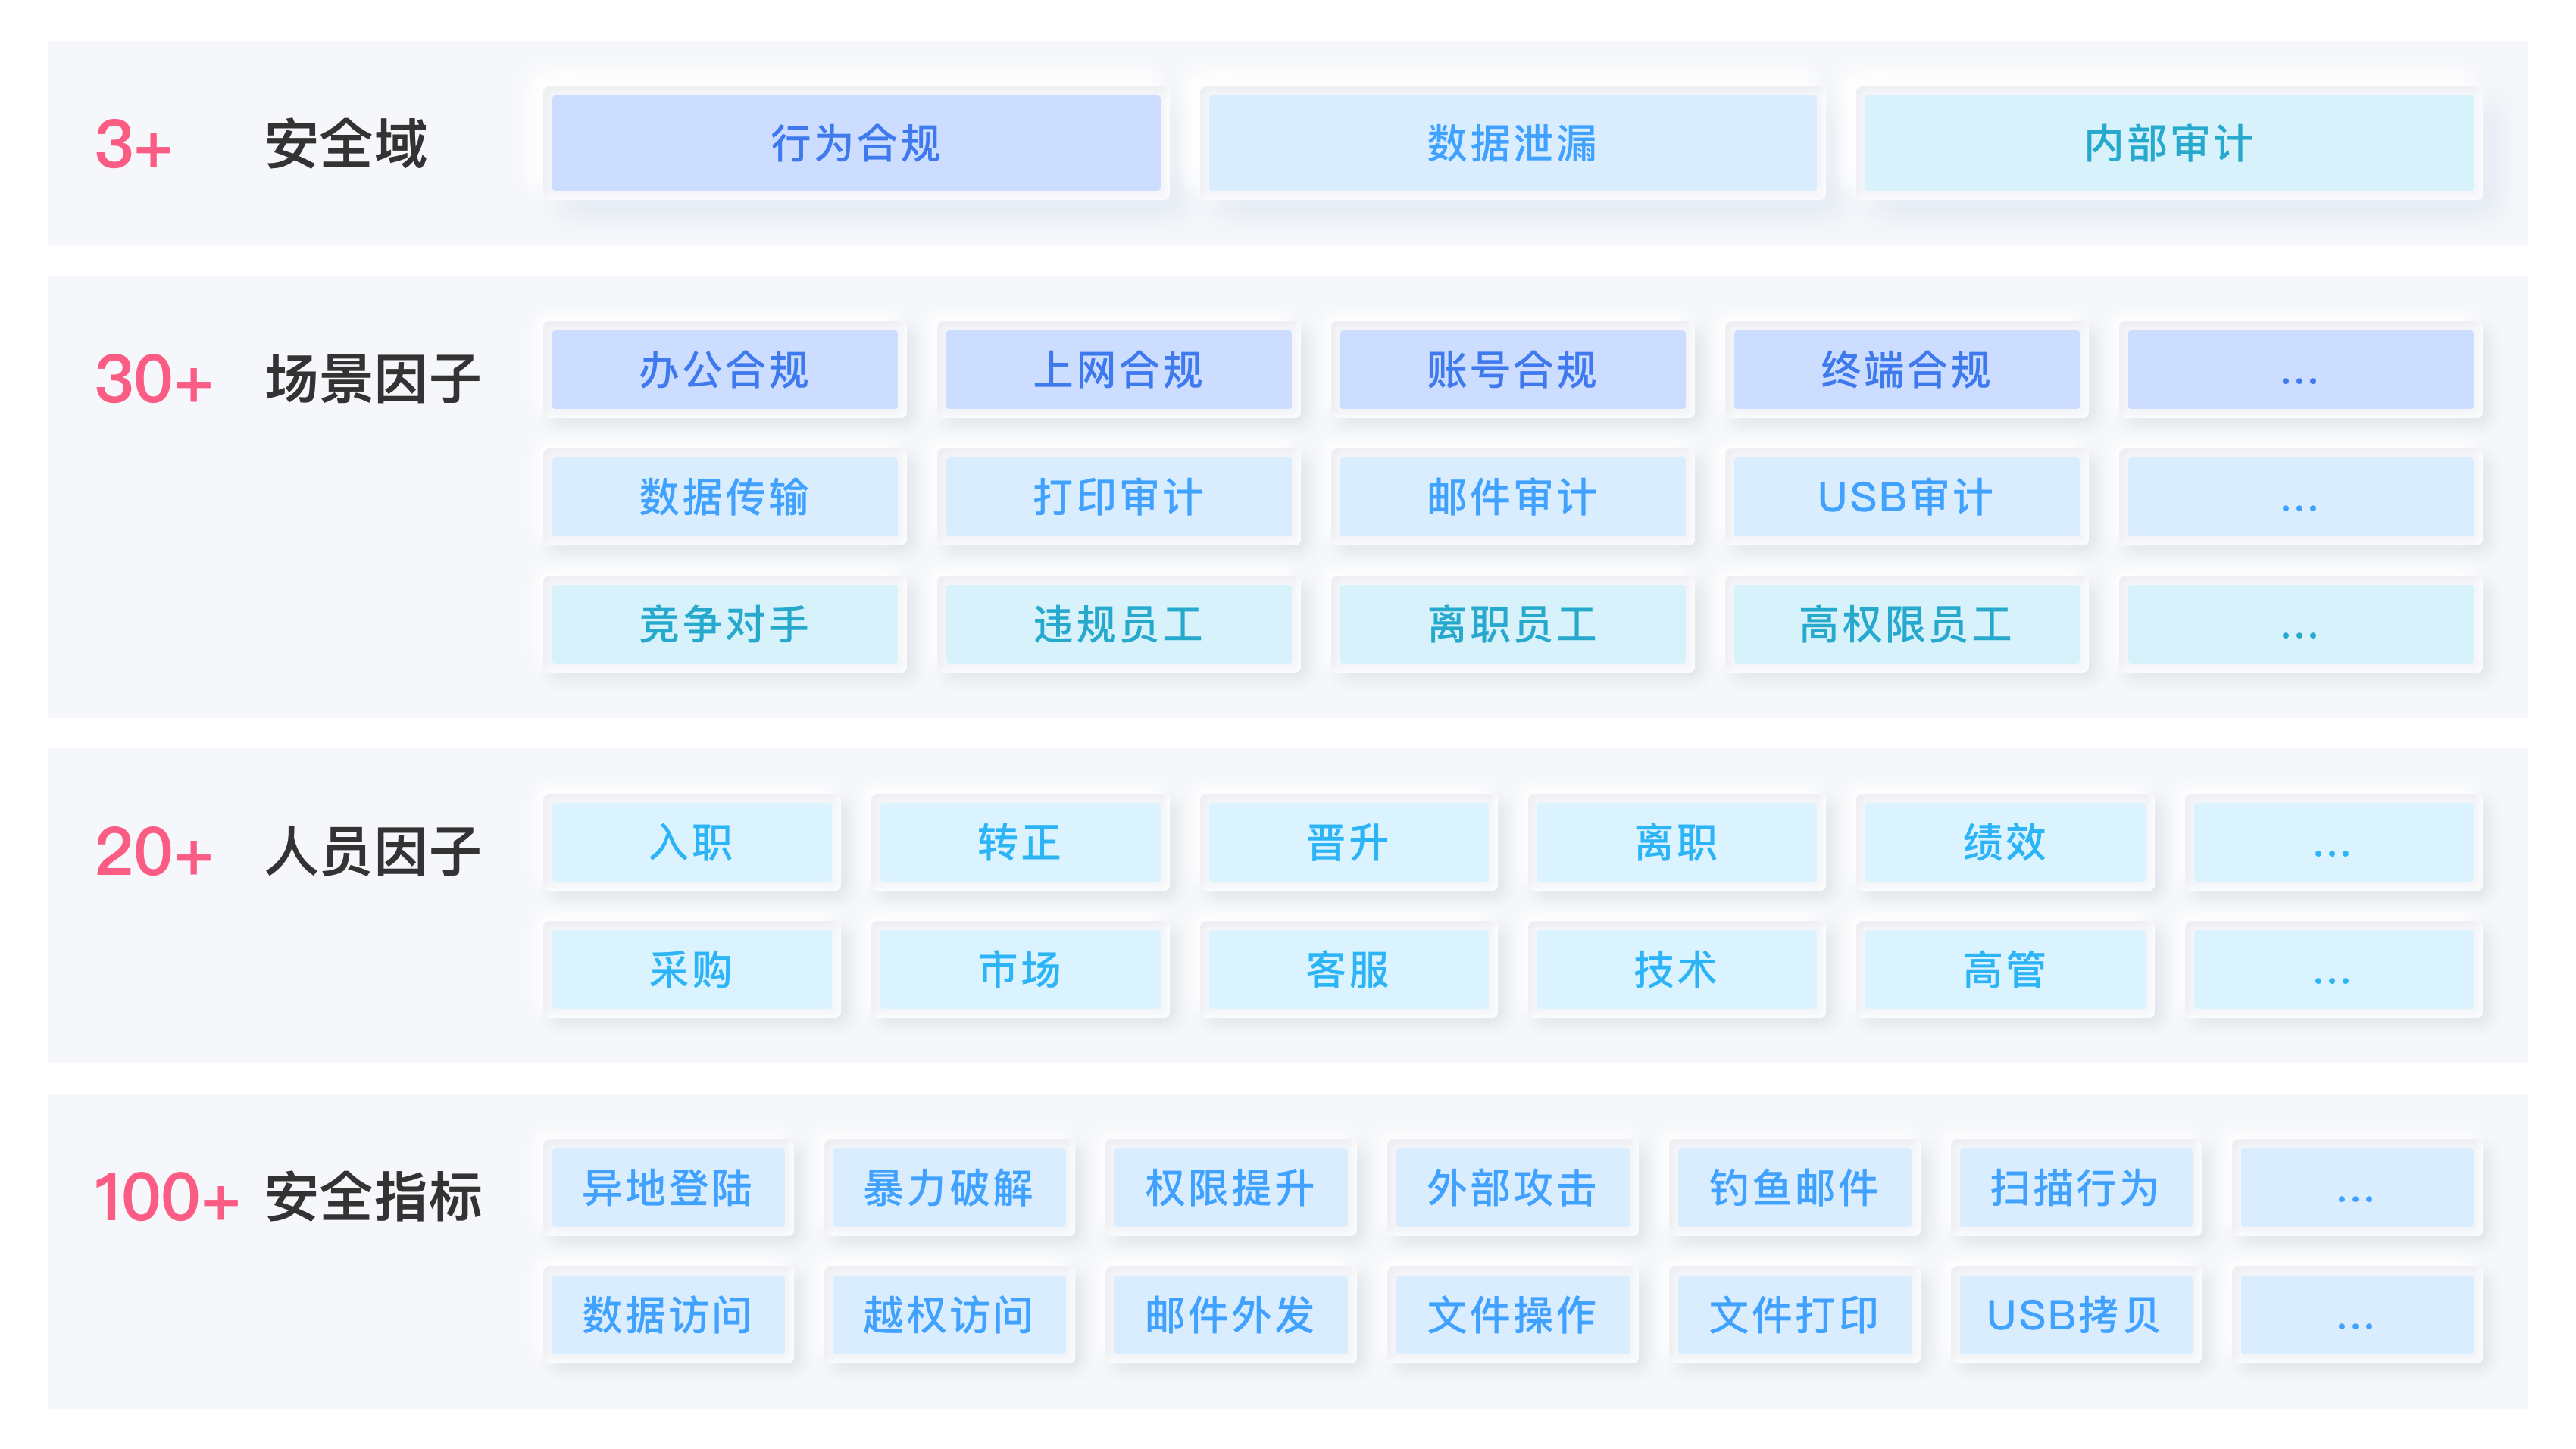 3+ 安全域 行为合规 数据泄漏 内部审计
30+ 场景因子 办公合规 上网合规 账号合规 终端合规 ...
数据传输 打印审计 邮件审计 USB审计 ...
竞争对手 违规员工 离职员工 高权限员工 ...
20+ 人员因子 入职 转正 晋升 离职 绩效 ...
采购 市场 客服 技术 高管 ...
100+ 安全指标 异地登陆 暴力破解 权限提升 外部攻击 钓鱼邮件 扫描行为 ...
数据访问 越权访问 邮件外发 文件操作 文件打印 USB拷贝 ...